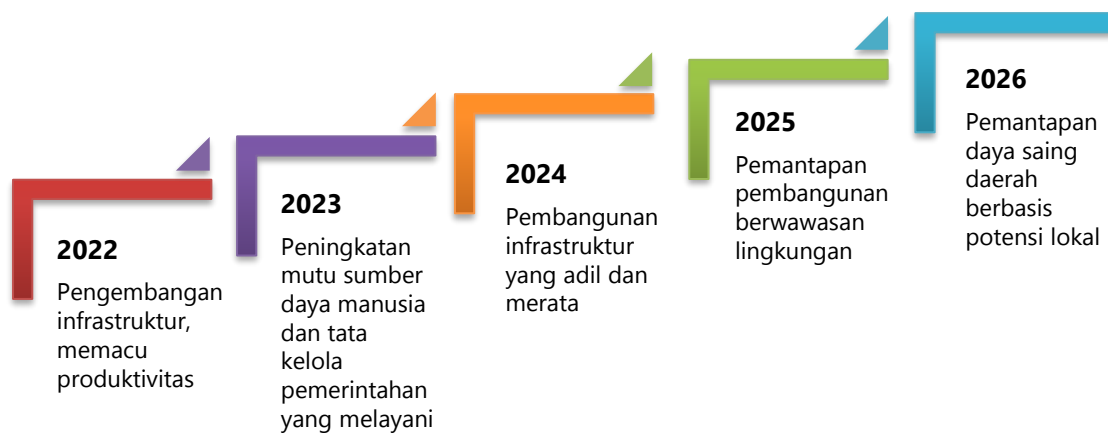 2022
Pengembangan
infrastruktur,
memacu
produktivitas
2023
Peningkatan
mutu sumber
daya manusia
dan tata
kelola
pemerintahan
yang melayani
2024
Pembangunan
infrastruktur
yang adil dan
merata
2025
Pemantapan
pembangunan
berwawasan
lingkungan
2026
Pemantapan
daya saing
daerah
berbasis
potensi lokal